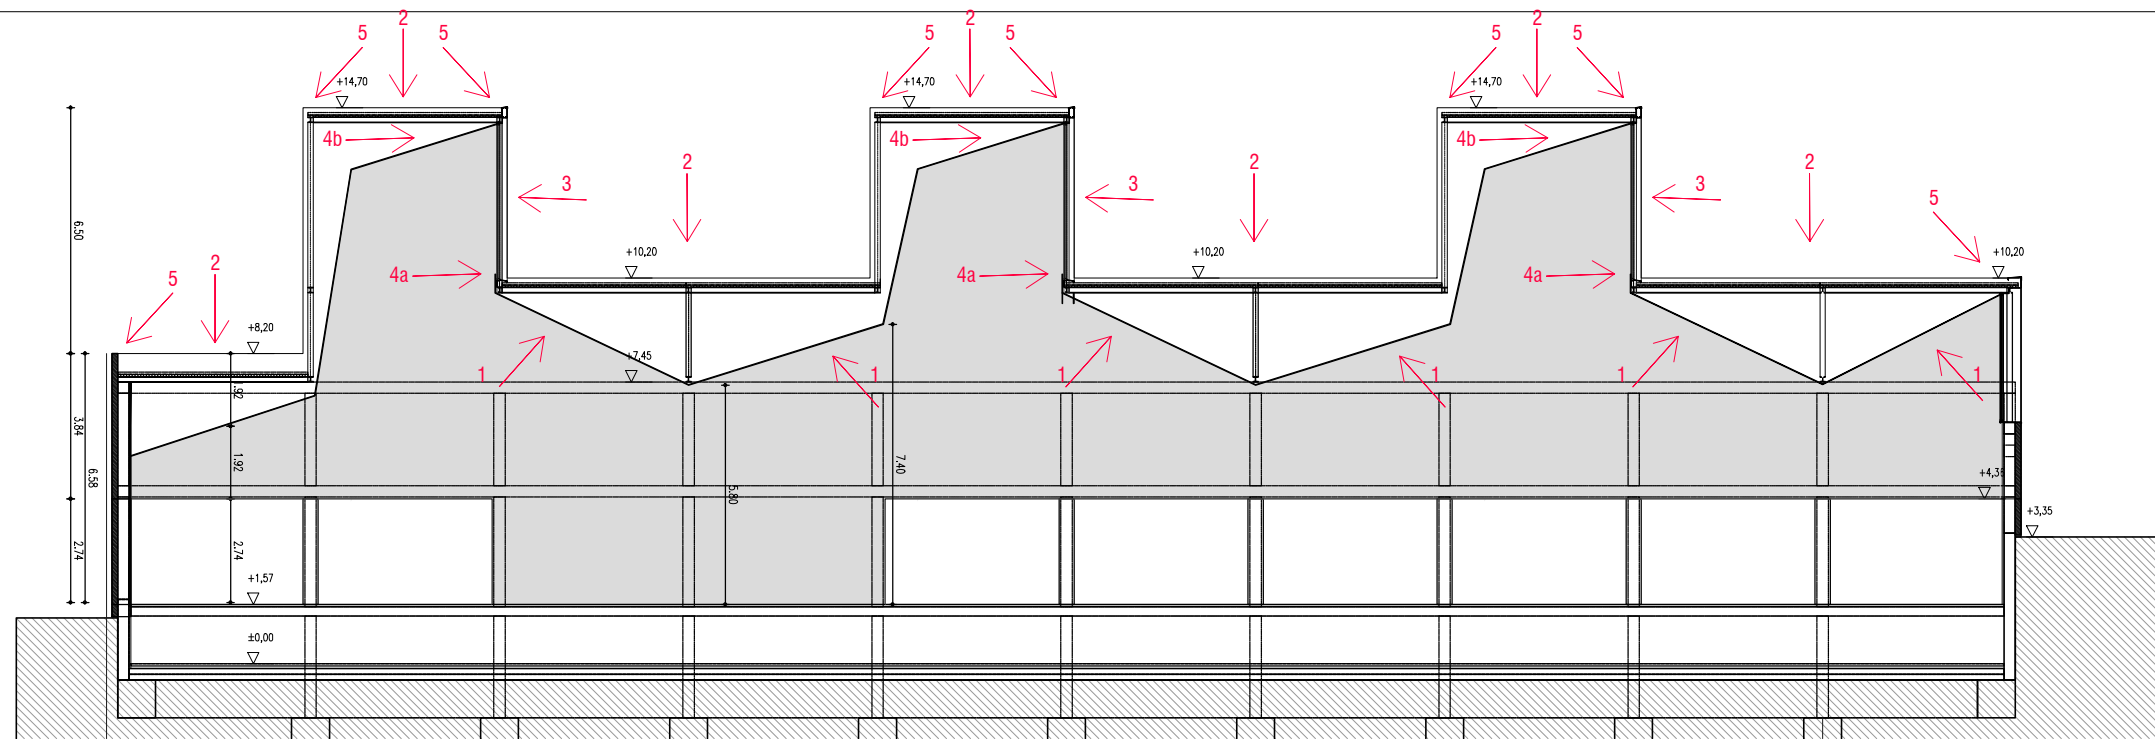 2 2 2
5 5 5 5 5 5
+14,70 +14,70 +14,70
4b 4b 4b
2 2 2
3 3 3
5
6.50
+10,20 +10,20 +10,20
5 2
4a 4a 4a
+8,20
+7,45
1 1 1 1 1 1
1.92
3.84
1.92
6.58
7.40
5.80
+4,35
+3,35
2.74 2.74
+1,57
±0,00